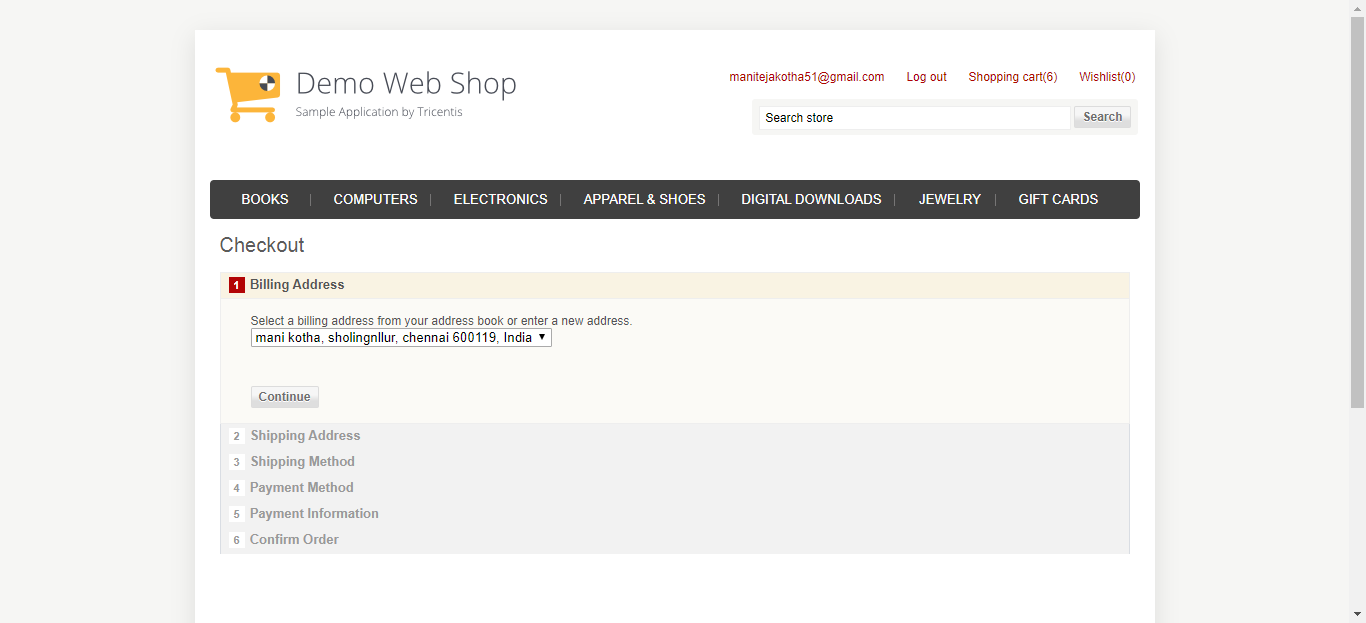 Demo Web Shop
Sample Application by Tricentis
manitejakotha51@gmail.com Log out Shopping cart(6) Wishlist(0)
Search store Search
BOOKS COMPUTERS ELECTRONICS APPAREL & SHOES DIGITAL DOWNLOADS JEWELRY GIFT CARDS
Checkout
1 Billing Address
Select a billing address from your address book or enter a new address.
mani kotha, sholingnllur, chennai 600119, India
Continue
2 Shipping Address
3 Shipping Method
4 Payment Method
5 Payment Information
6 Confirm Order